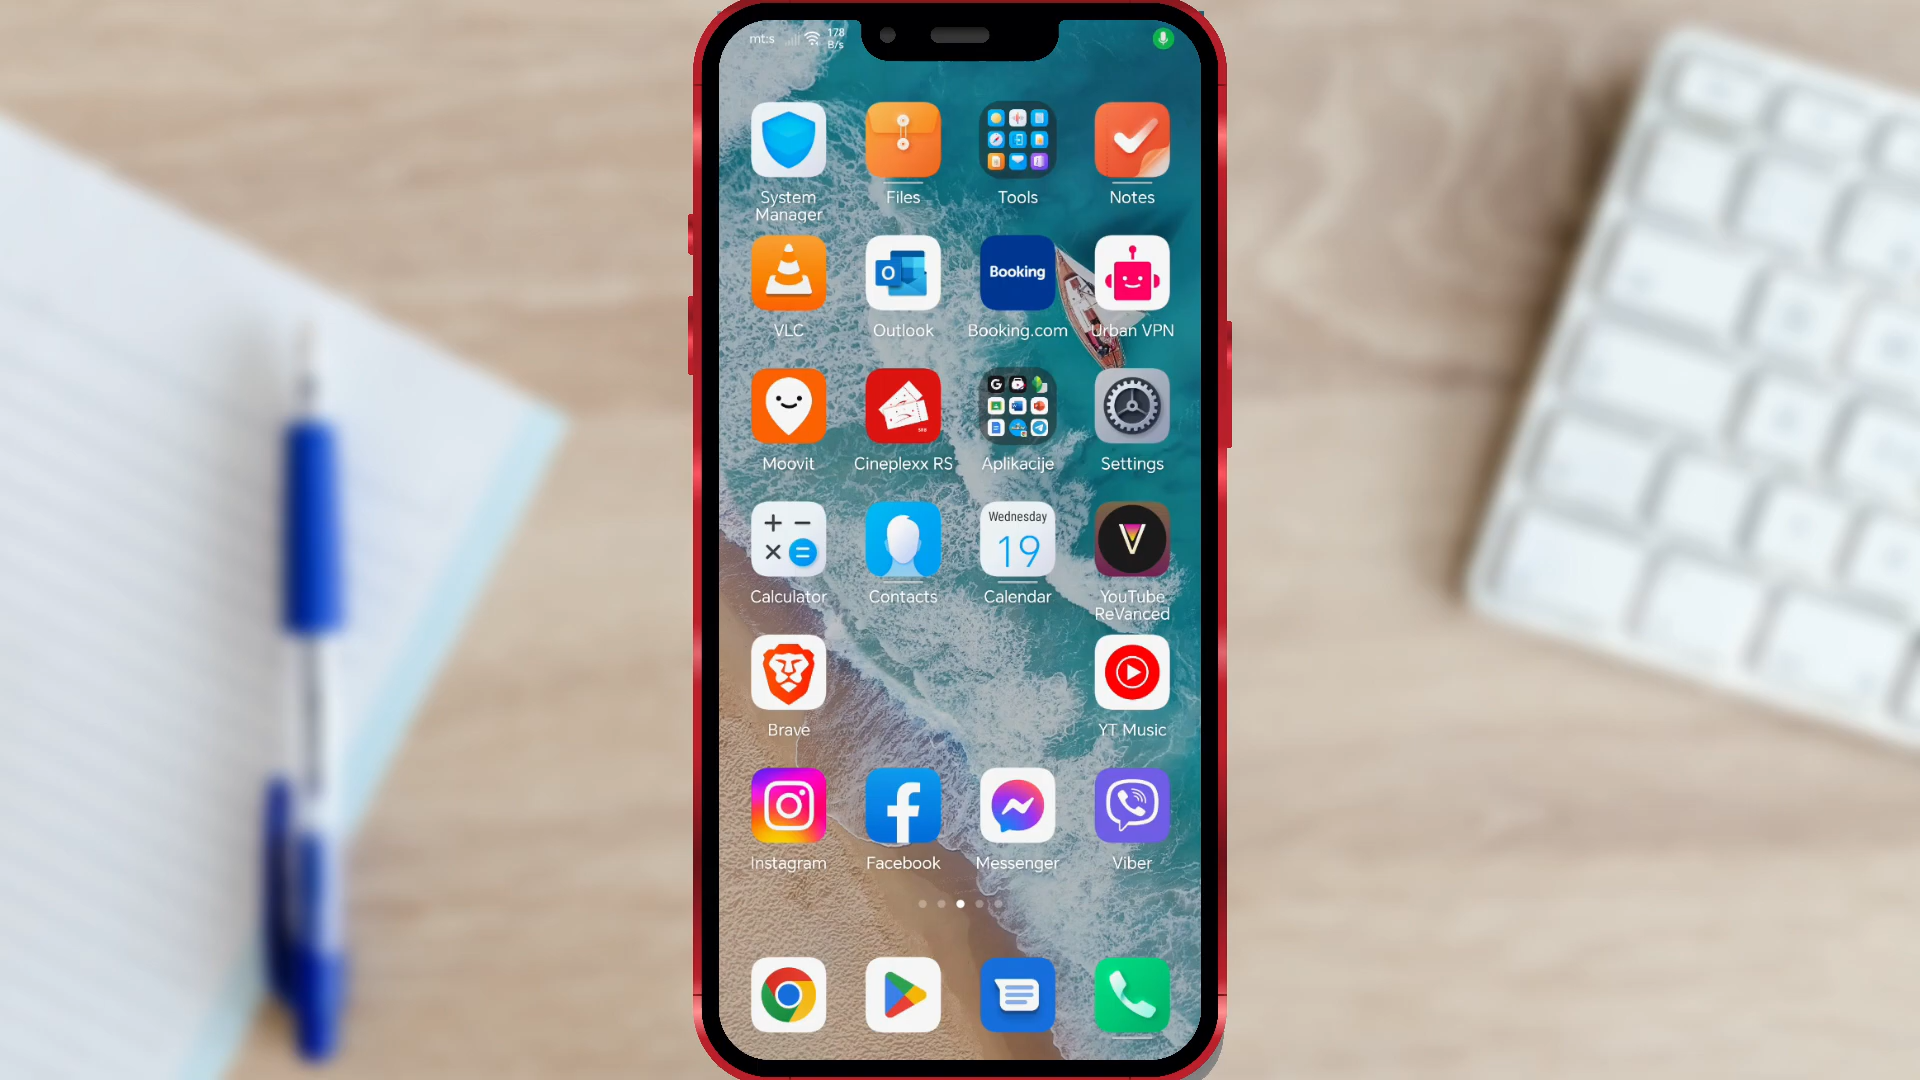 mt:s 178 B/s
System Manager
Files
Tools
Notes
VLC
Outlook
Booking
Booking.com
Urban VPN
Moovit
Cineplexx RS
Aplikacije
Settings
Calculator
Contacts
Wednesday
19
Calendar
YouTube ReVanced
Brave
YT Music
Instagram
Facebook
Messenger
Viber